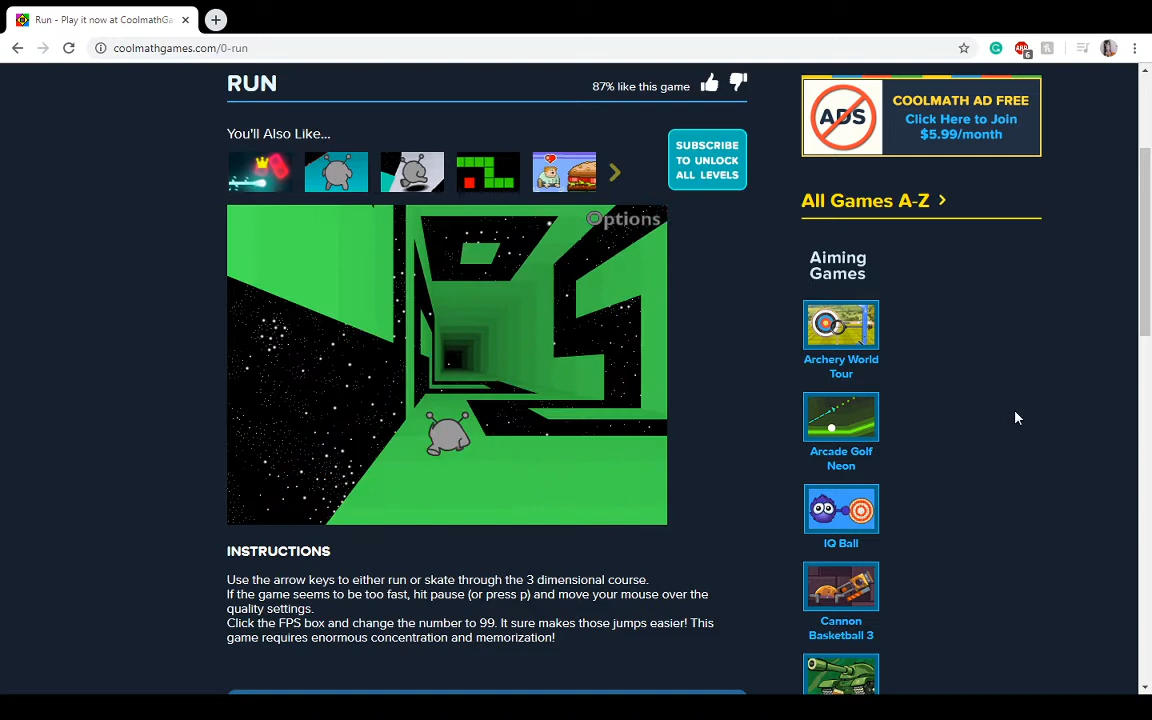 Run - Play it now at CoolmathGa
coolmathgames.com/0-run
6
RUN
87% like this game
You'll Also Like...
SUBSCRIBE
TO UNLOCK
ALL LEVELS
Options
INSTRUCTIONS
Use the arrow keys to either run or skate through the 3 dimensional course.
If the game seems to be too fast, hit pause (or press p) and move your mouse over the
quality settings.
Click the FPS box and change the number to 99. It sure makes those jumps easier! This
game requires enormous concentration and memorization!
ADS
COOLMATH AD FREE
Click Here to Join
$5.99/month
All Games A-Z
Aiming
Games
Archery World
Tour
Arcade Golf
Neon
IQ Ball
Cannon
Basketball 3